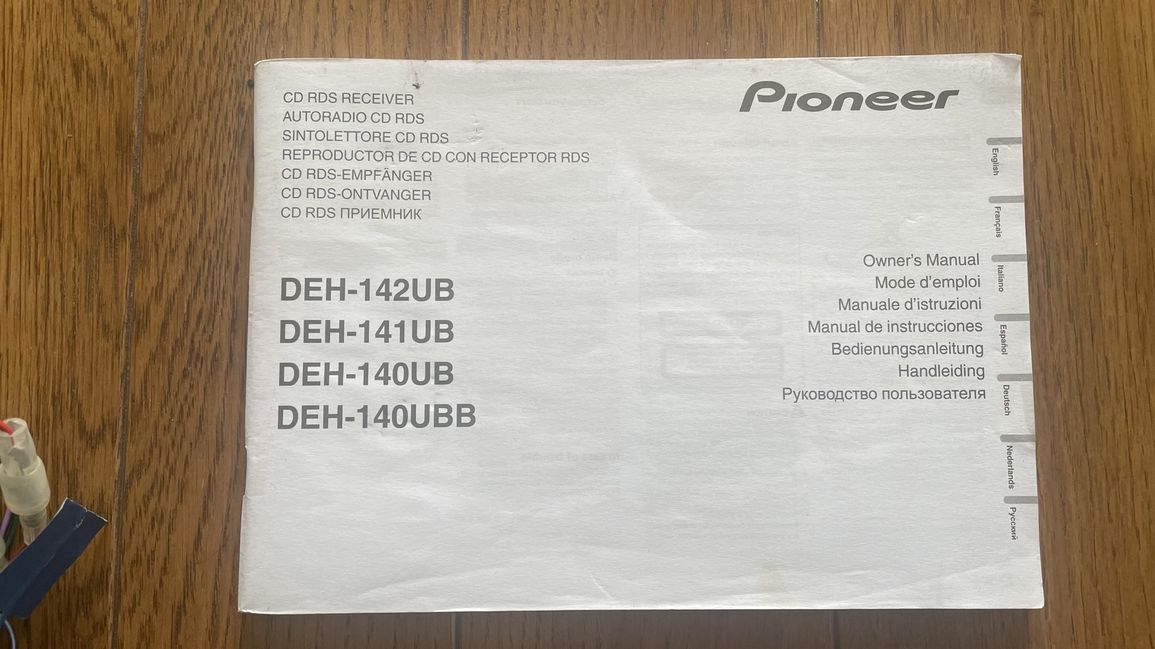 CD RDS RECEIVER
AUTORADIO CD RDS
SINTOLETTORE CD RDS
REPRODUCTOR DE CD CON RECEPTOR RDS
CD RDS-EMPFÄNGER
CD RDS-ONTVANGER
CD RDS ПРИЕМНИК
Pioneer
DEH-142UB
DEH-141UB
DEH-140UB
DEH-140UBB
Owner's Manual
Mode d'emploi
Manuale d'istruzioni
Manual de instrucciones
Bedienungsanleitung
Handleiding
Руководство пользователя
English
Français
Italiano
Español
Deutsch
Nederlands
Русский